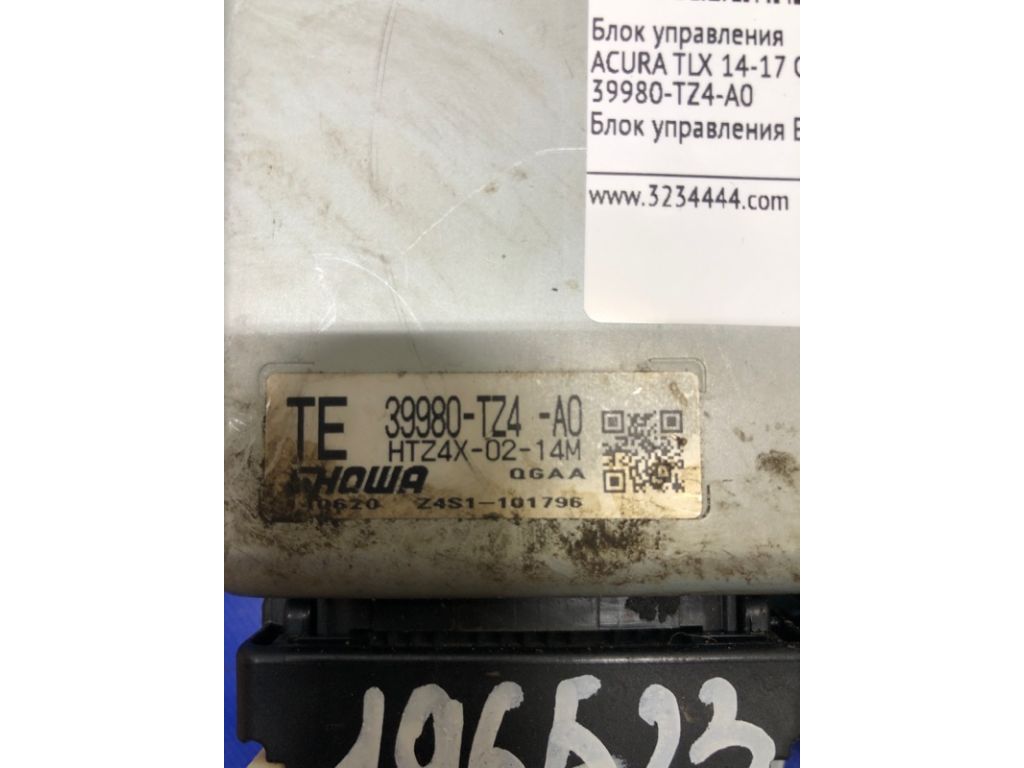 Блок управления
ACURA TLX 14-17
39980-TZ4-A0
Блок управления
www.3234444.com
TE 39980-TZ4 -A0
HTZ4X-02-14M
SHOWA QGAA
Z4S1-101796